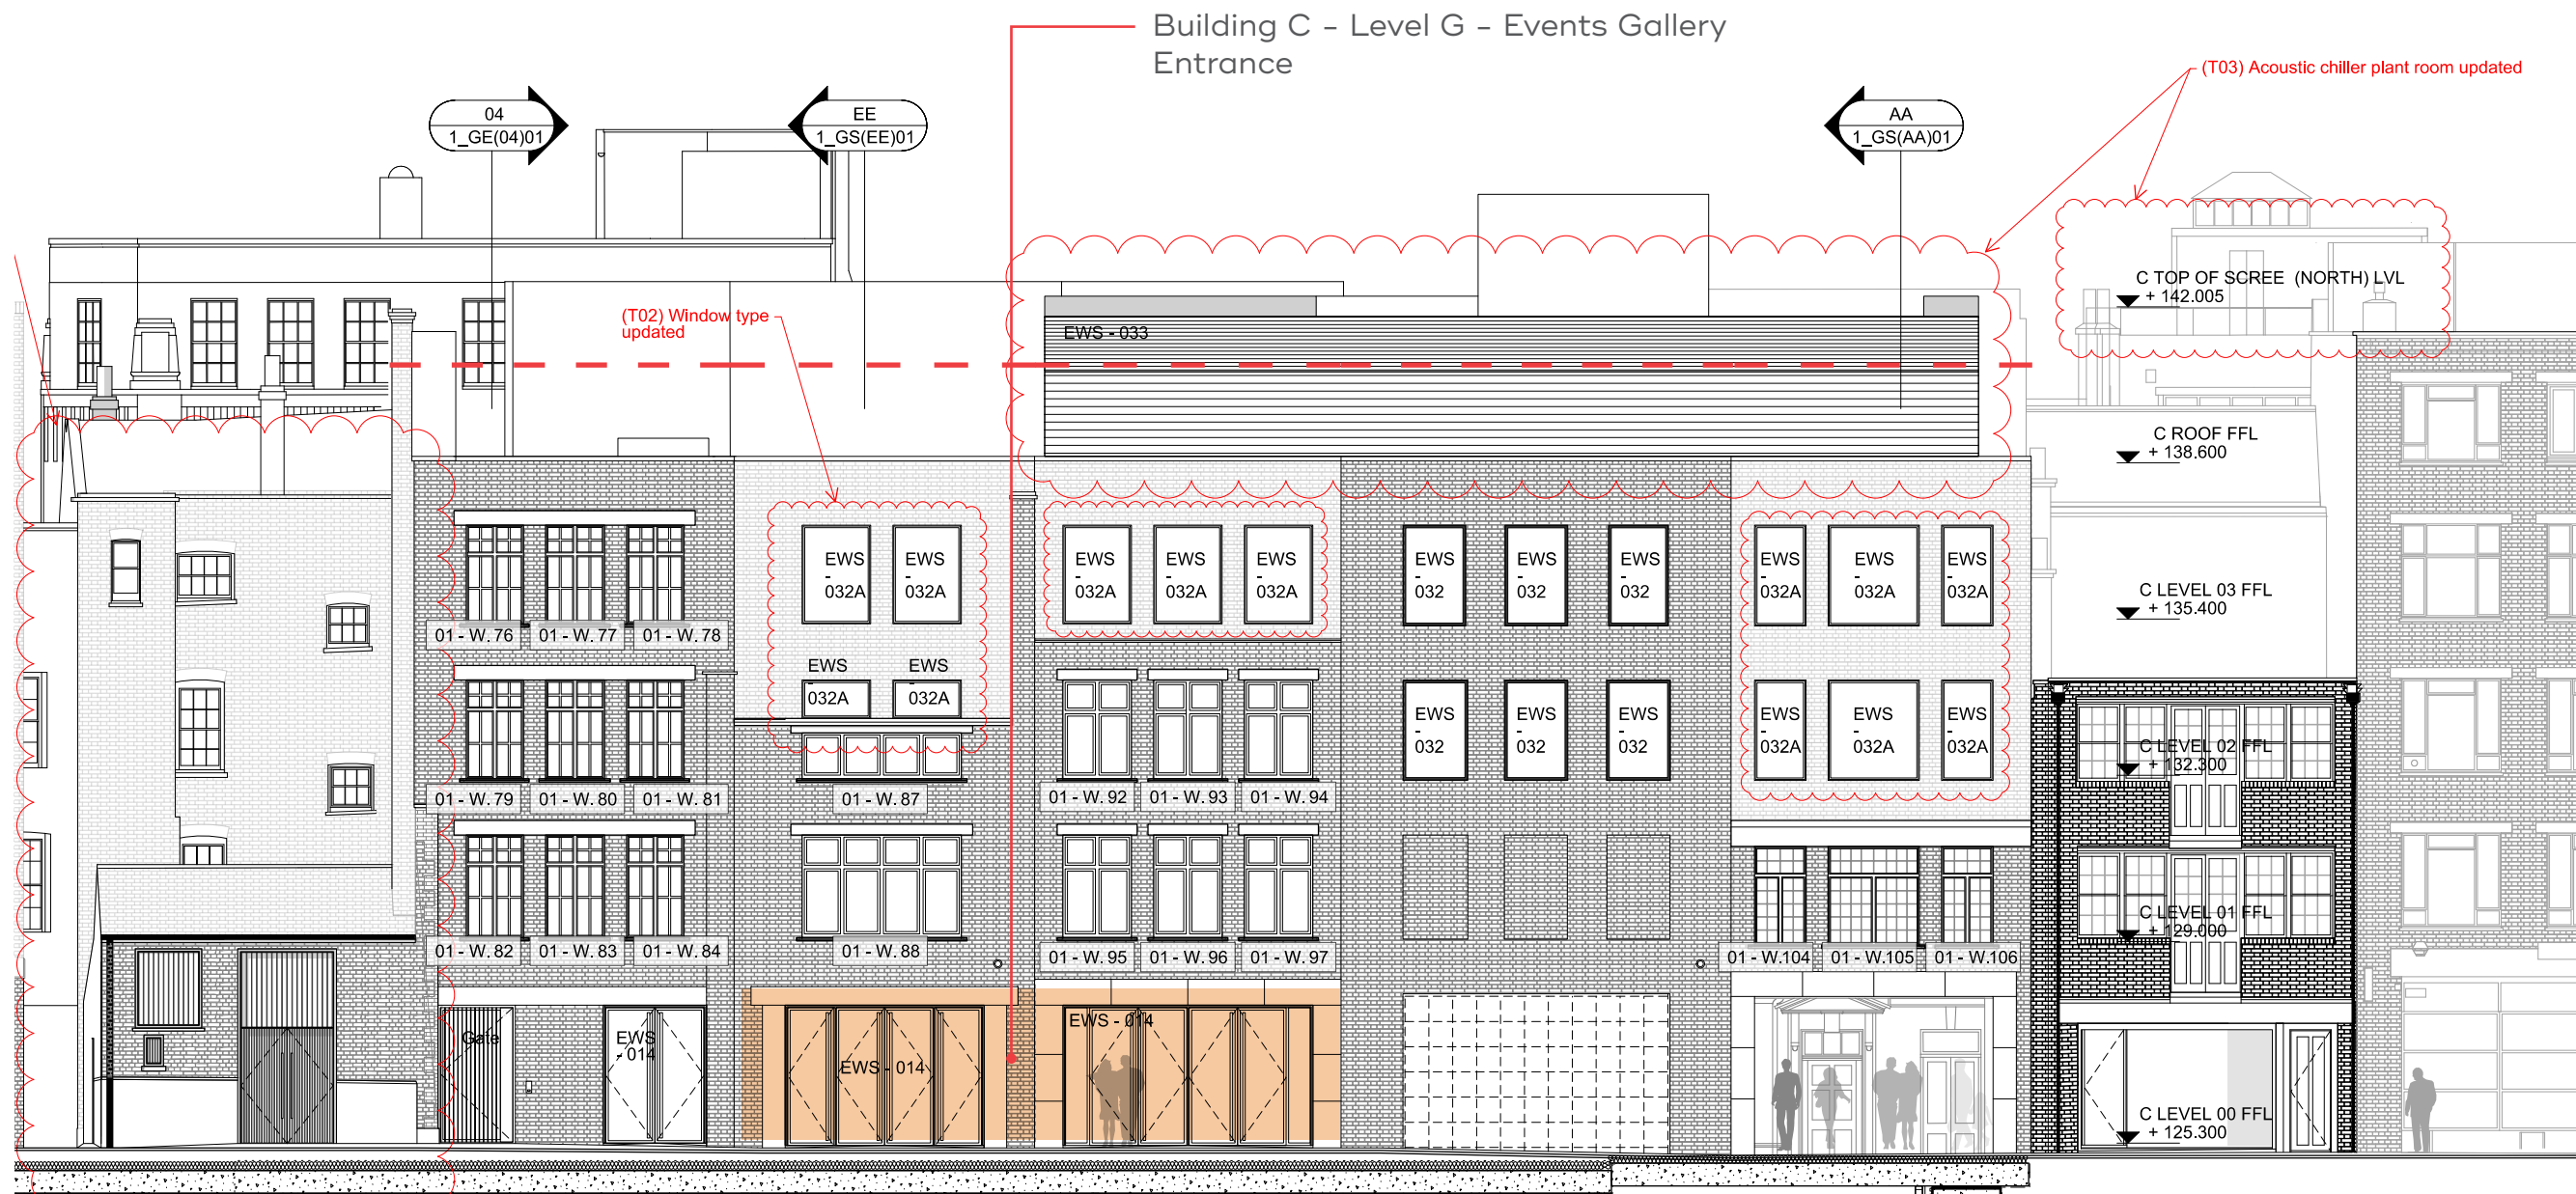 Building C - Level G - Events Gallery
Entrance
(T03) Acoustic chiller plant room updated
04
1_GE(04)01
EE
1_GS(EE)01
AA
1_GS(AA)01
C TOP OF SCREE (NORTH) LVL
+ 142.005
(T02) Window type
updated
EWS - 033
C ROOF FFL
+ 138.600
EWS
-
032A
EWS
-
032A
EWS
-
032A
EWS
-
032A
EWS
-
032A
EWS
-
032
EWS
-
032
EWS
-
032
EWS
-
032A
EWS
-
032A
EWS
-
032A
C LEVEL 03 FFL
+ 135.400
01 - W. 76
01 - W. 77
01 - W. 78
EWS
-
032A
EWS
-
032A
EWS
-
032
EWS
-
032
EWS
-
032
EWS
-
032A
EWS
-
032A
EWS
-
032A
C LEVEL 02 FFL
+ 132.300
01 - W. 79
01 - W. 80
01 - W. 81
01 - W. 87
01 - W. 92
01 - W. 93
01 - W. 94
C LEVEL 01 FFL
+ 129.000
01 - W. 82
01 - W. 83
01 - W. 84
01 - W. 88
01 - W. 95
01 - W. 96
01 - W. 97
01 - W.104
01 - W.105
01 - W.106
Gate
EWS
- 014
EWS - 014
EWS - 014
C LEVEL 00 FFL
+ 125.300